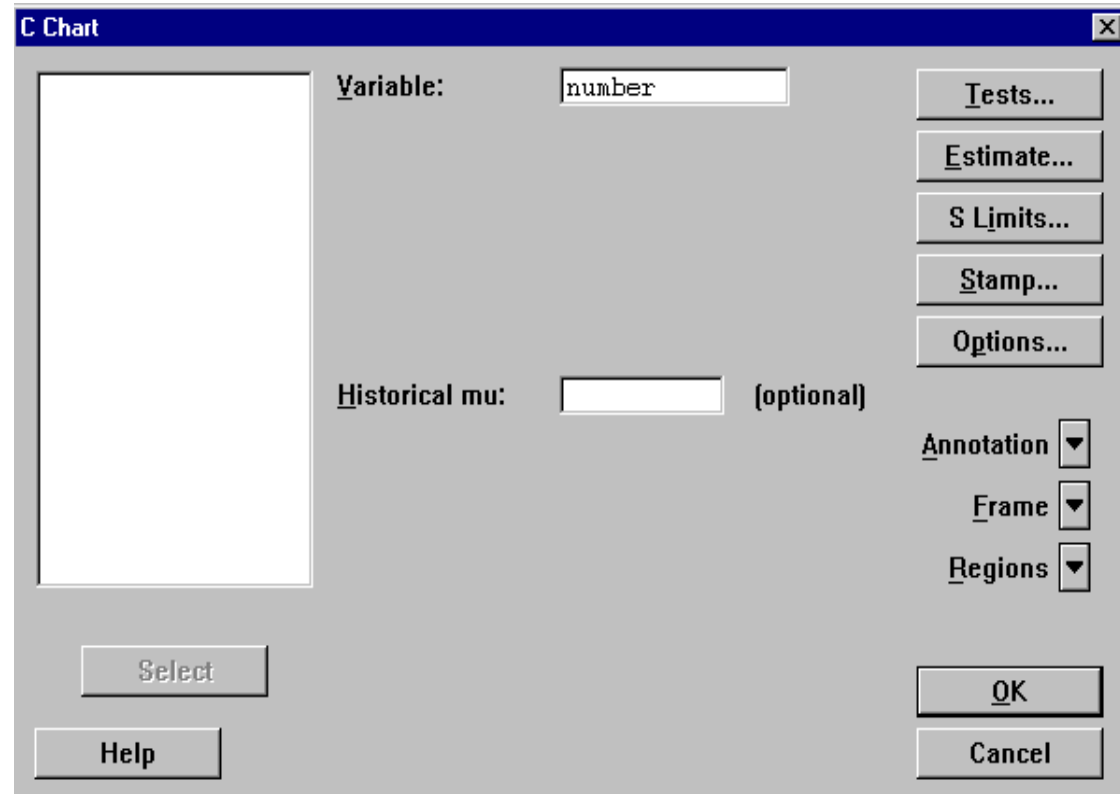 C Chart
Variable:
number
Tests...
Estimate...
S Limits...
Stamp...
Options...
Historical mu:
(optional)
Annotation
Frame
Regions
Select
OK
Help
Cancel